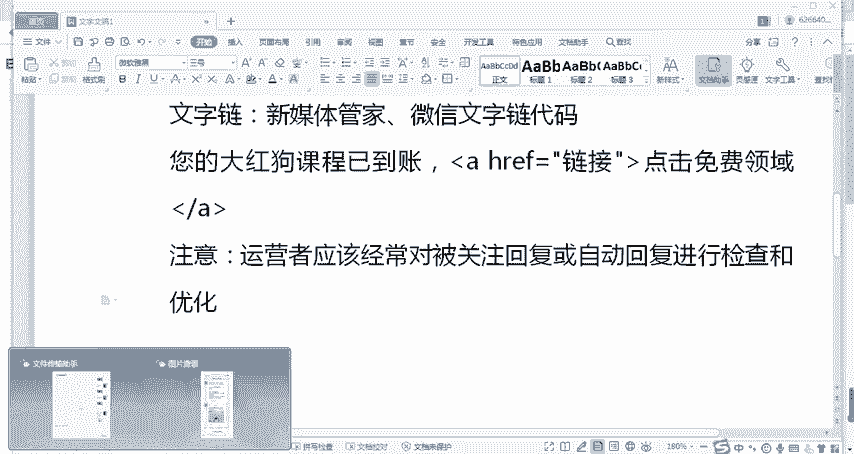 首页 文字文稿1
626640...
文件 开始 插入 页面布局 引用 审阅 视图 章节 安全 开发工具 特色应用 文档助手 查找 分享
粘贴 剪切 复制 格式刷 微软雅黑 三号 AaBbCcDd 正文 AaBb 标题 1 AaBb( 标题 2 AaBbC 标题 3 新样式 文档助手 文字工具
文字链：新媒体管家、微信文字链代码
您的大红狗课程已到账，<a href="链接">点击免费领域
</a>
注意：运营者应该经常对被关注回复或自动回复进行检查和
优化
文件传输助手 图片查看
拼写检查 文档校对 文档未保护 180%
中